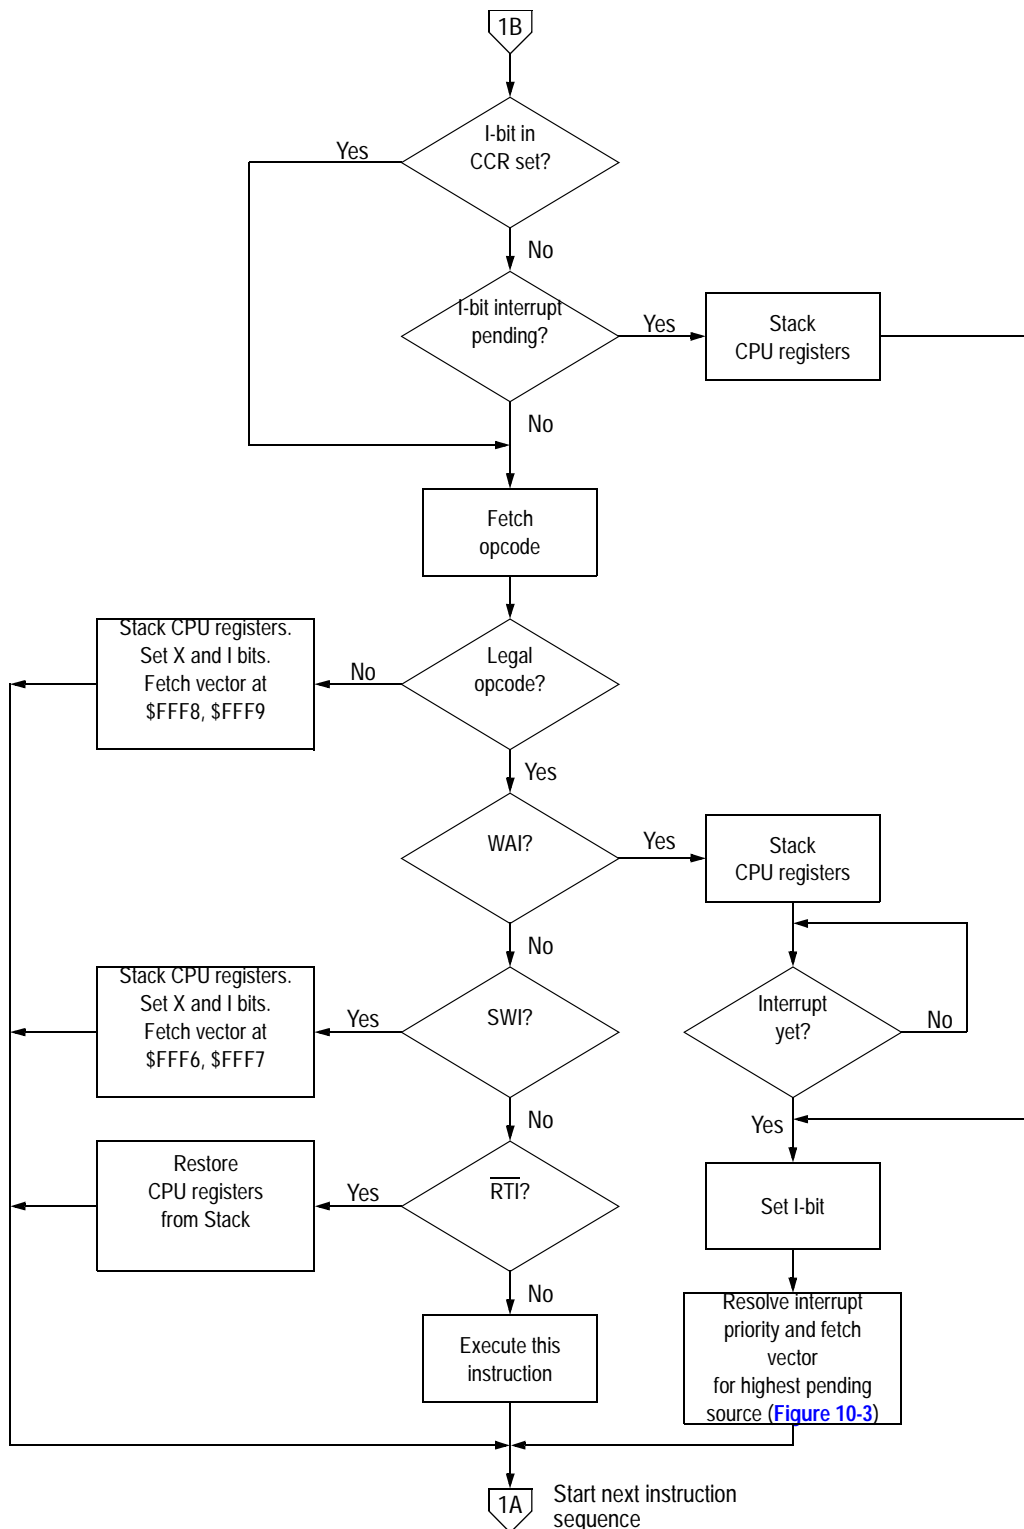 1B
I-bit in
CCR set?
Yes
No
I-bit interrupt
pending?
Yes
Stack
CPU registers
No
Fetch
opcode
Stack CPU registers.
Set X and I bits.
Fetch vector at
$FFF8, $FFF9
No
Legal
opcode?
Yes
WAI?
Yes
Stack
CPU registers
No
Stack CPU registers.
Set X and I bits.
Fetch vector at
$FFF6, $FFF7
Yes
SWI?
Interrupt
yet?
No
No
Yes
Restore
CPU registers
from Stack
Yes
RTI?
Set I-bit
No
Execute this
instruction
Resolve interrupt
priority and fetch
vector
for highest pending
source (Figure 10-3)
1A
Start next instruction
sequence